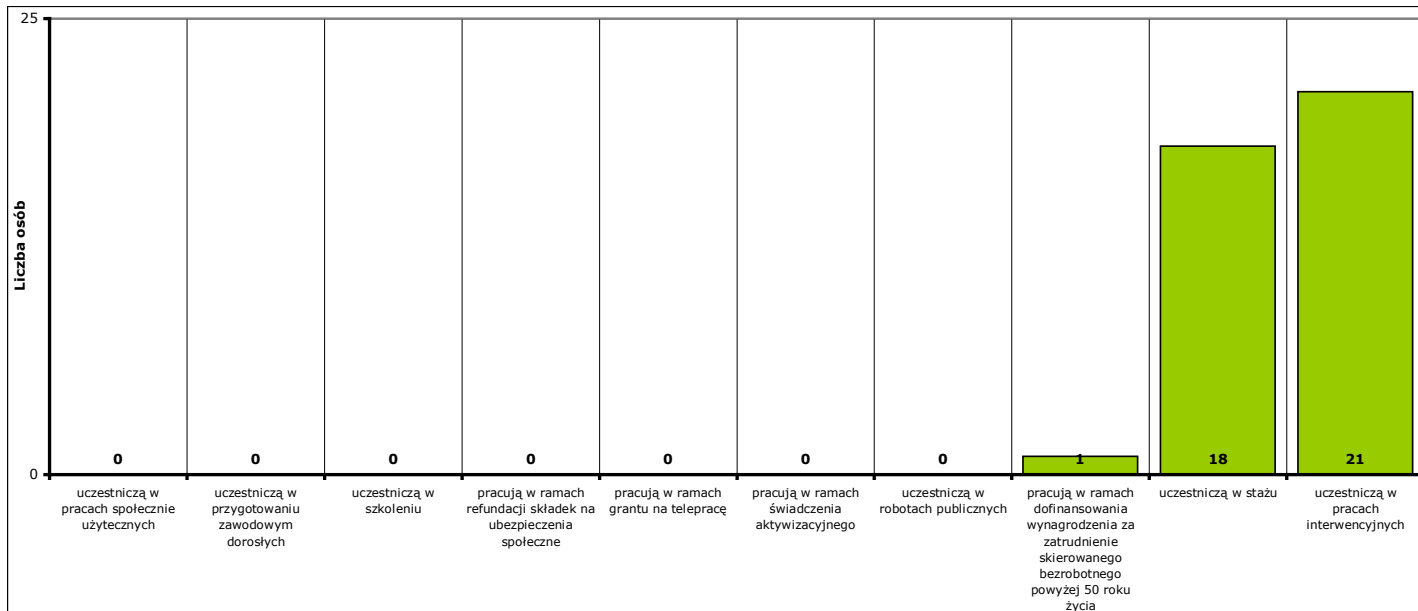 25
Liczba osób
0
0
0
0
0
0
0
0
1
18
21
uczestniczą w
pracach społecznie
użytecznych
uczestniczą w
przygotowaniu
zawodowym
dorosłych
uczestniczą w
szkoleniu
pracują w ramach
refundacji składek na
ubezpieczenia
społeczne
pracują w ramach
grantu na telepracę
pracują w ramach
świadczenia
aktywizacyjnego
uczestniczą w
robotach publicznych
pracują w ramach
dofinansowania
wynagrodzenia za
zatrudnienie
skierowanego
bezrobotnego
powyżej 50 roku
życia
uczestniczą w stażu
uczestniczą w
pracach
interwencyjnych